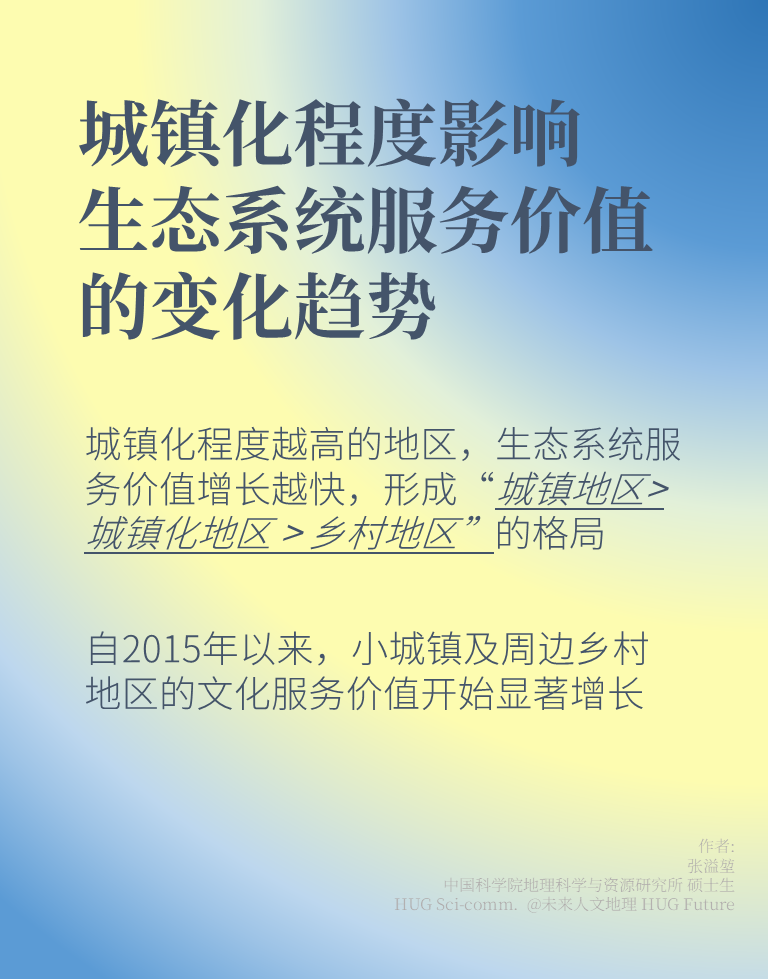 城镇化程度影响
生态系统服务价值
的变化趋势
城镇化程度越高的地区，生态系统服
务价值增长越快，形成“城镇地区>
城镇化地区 > 乡村地区”的格局
自2015年以来，小城镇及周边乡村
地区的文化服务价值开始显著增长
作者:
张溢堃
中国科学院地理科学与资源研究所 硕士生
HUG Sci-comm. @未来人文地理 HUG Future